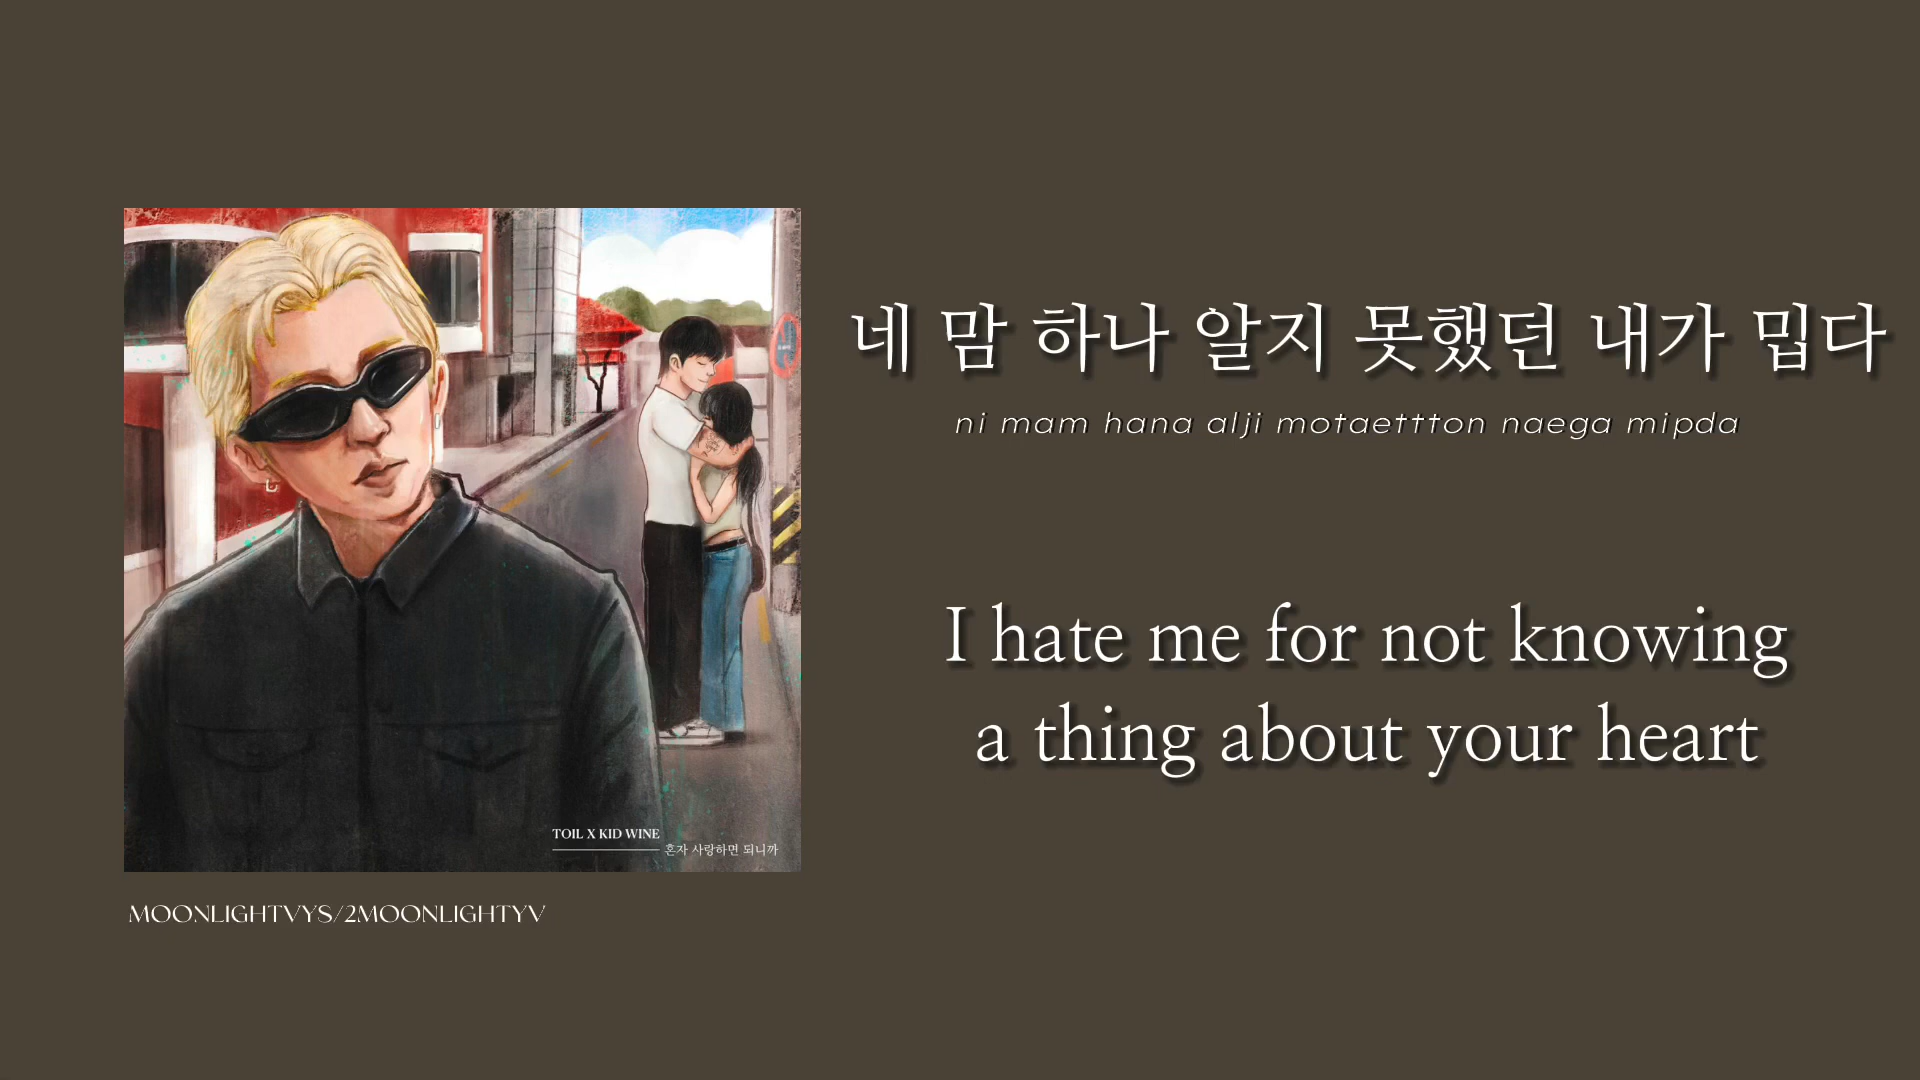 네 맘 하나 알지 못했던 내가 밉다
ni mam hana alji motaettton naega mipda
I hate me for not knowing
a thing about your heart
TOIL X KID WINE
혼자 사랑하면 되니까
MOONLIGHTVYS/2MOONLIGHTYV